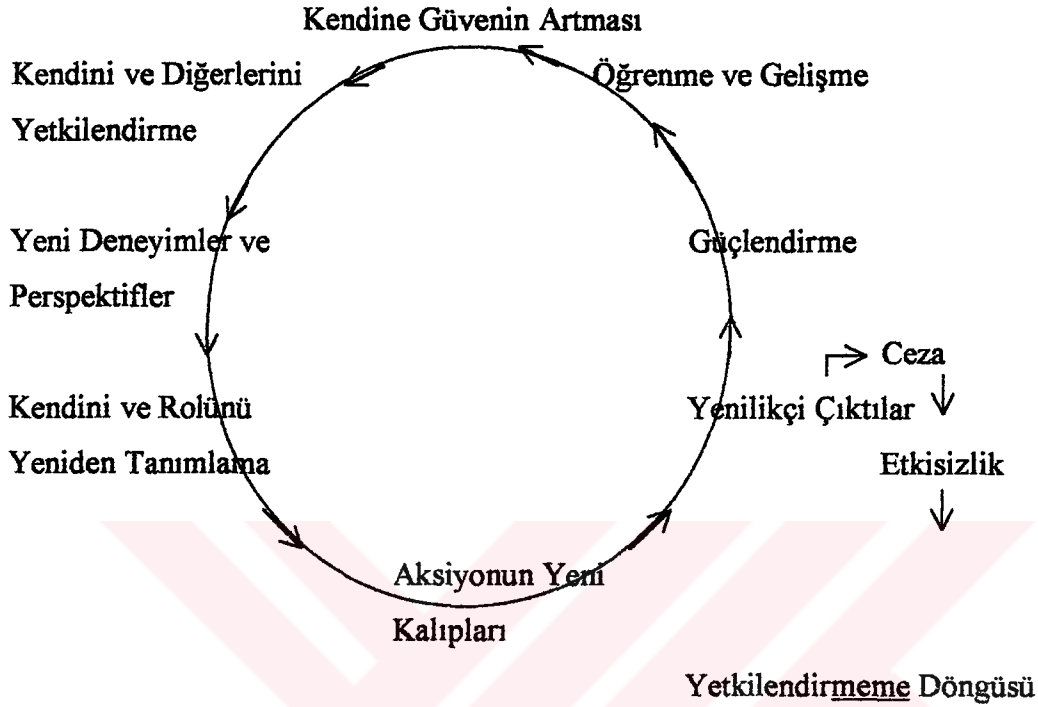 Kendine Güvenin Artması
Kendini ve Diğerlerini
Yetkilendirme
Öğrenme ve Gelişme
Yeni Deneyimler ve
Perspektifler
Güçlendirme
Ceza
Kendini ve Rolünü
Yeniden Tanımlama
Yenilikçi Çıktılar
Etkisizlik
Aksiyonun Yeni
Kalıpları
Yetkilendirmeme Döngüsü